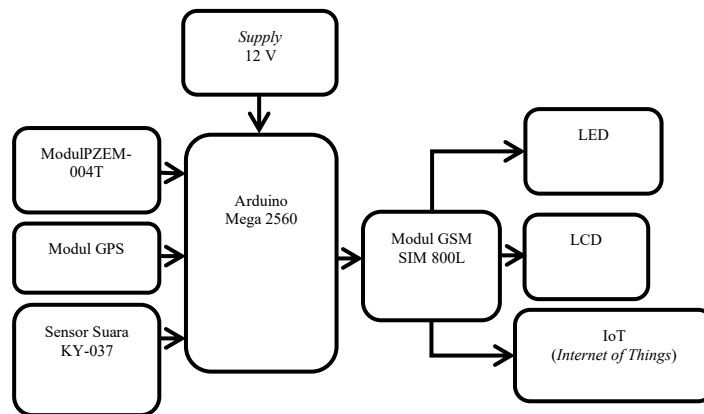 Supply
12 V
ModulPZEM-
004T
Modul GPS
Sensor Suara
KY-037
Arduino
Mega 2560
Modul GSM
SIM 800L
LED
LCD
IoT
(Internet of Things)